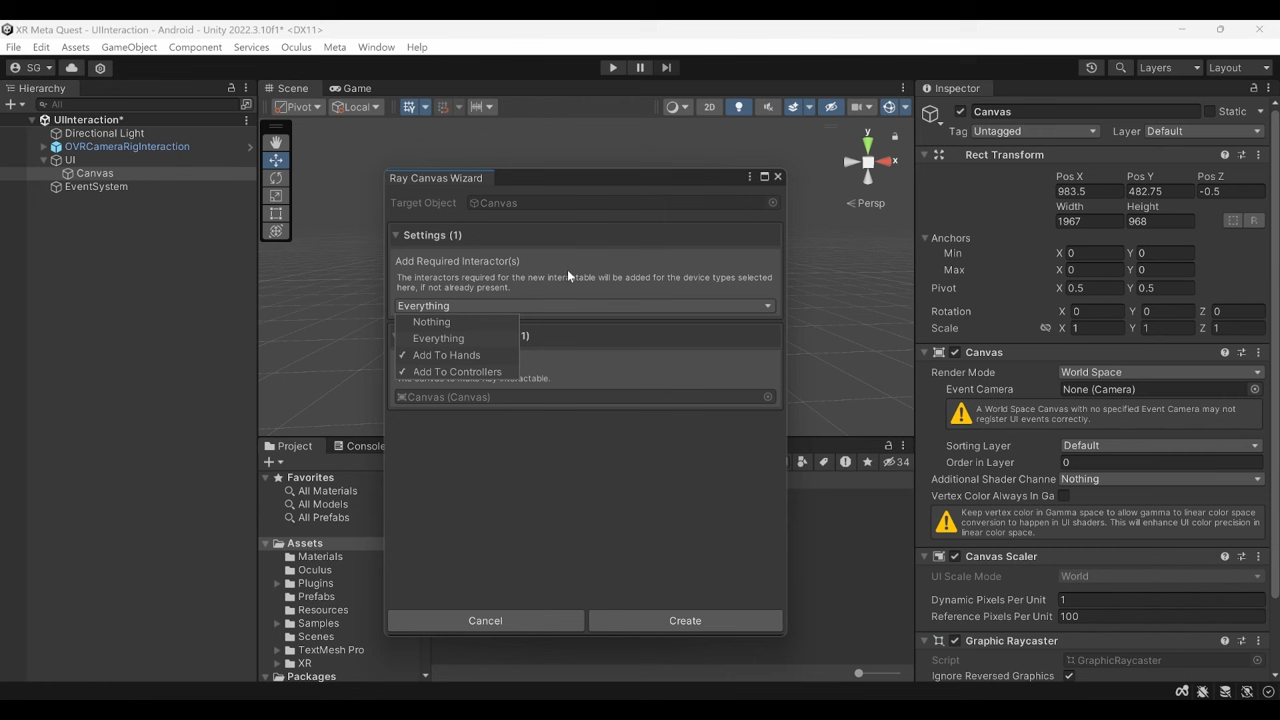 XR Meta Quest - UIInteraction - Android - Unity 2022.3.10f1* <DX11>
File Edit Assets GameObject Component Services Oculus Meta Window Help
SG Layers Layout
Hierarchy
All
UIInteraction*
Directional Light
OVRCameraRigInteraction
UI
Canvas
EventSystem
Scene Game
Pivot Local 2D
y
x
Persp
Ray Canvas Wizard
Target Object Canvas
Settings (1)
Add Required Interactor(s)
The interactors required for the new will be added for the device types selected
here, if not already present.
Everything
Nothing
Everything
Add To Hands
Add To Controllers
1)
Canvas (Canvas)
Cancel Create
Project Console
34
Favorites
All Materials
All Models
All Prefabs
Assets
Materials
Oculus
Plugins
Prefabs
Resources
Samples
Scenes
TextMesh Pro
XR
Packages
Inspector
Canvas Static
Tag Untagged Layer Default
Rect Transform
Pos X Pos Y Pos Z
983.5 482.75 -0.5
Width Height
1967 968 R
Anchors
Min X 0 Y 0
Max X 0 Y 0
Pivot X 0.5 Y 0.5
Rotation X 0 Y 0 Z 0
Scale X 1 Y 1 Z 1
Canvas
Render Mode World Space
Event Camera None (Camera)
A World Space Canvas with no specified Event Camera may not
register UI events correctly.
Sorting Layer Default
Order in Layer 0
Additional Shader Channe Nothing
Vertex Color Always In Ga
Keep vertex color in Gamma space to allow gamma to linear color space
conversion to happen in UI shaders. This will enhance UI color precision in
linear color space.
Canvas Scaler
UI Scale Mode World
Dynamic Pixels Per Unit 1
Reference Pixels Per Unit 100
Graphic Raycaster
Script GraphicRaycaster
Ignore Reversed Graphics